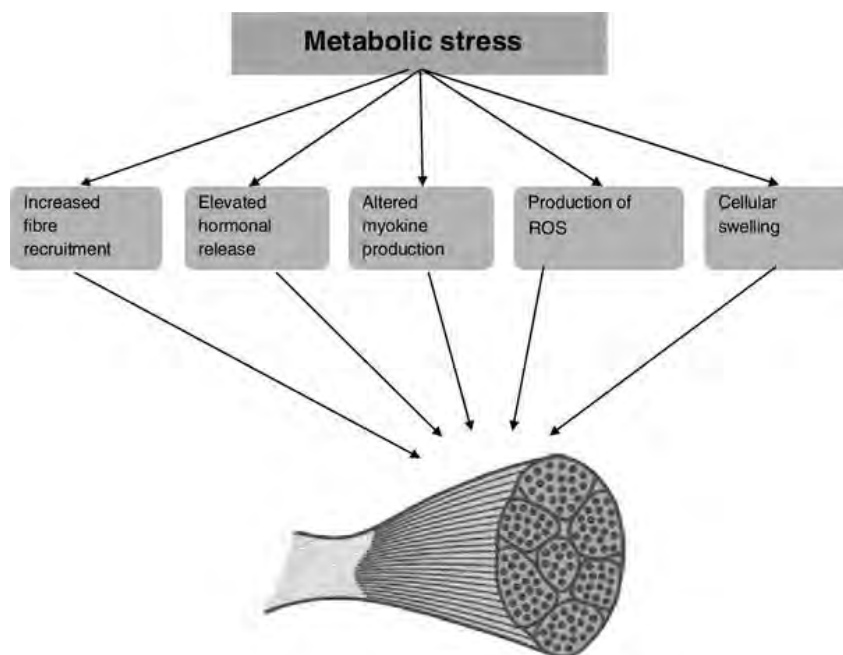 Metabolic stress
Increased
fibre
recruitment
Elevated
hormonal
release
Altered
myokine
production
Production of
ROS
Cellular
swelling